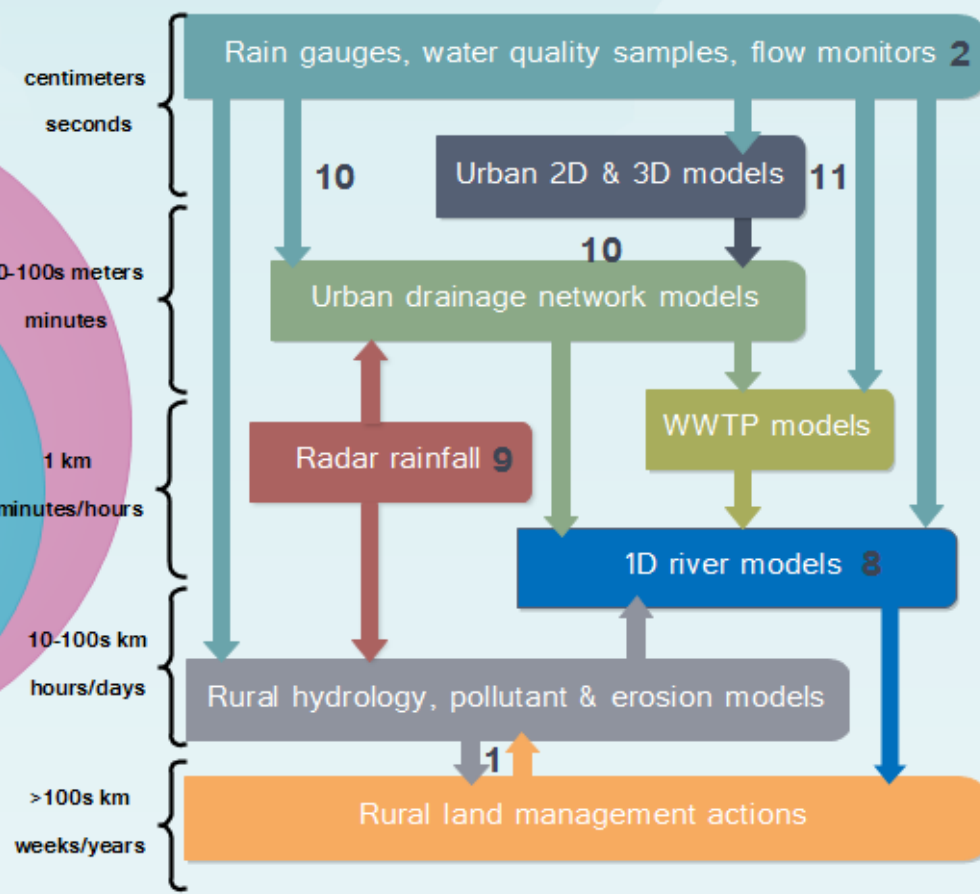 Rain gauges, water quality samples, flow monitors 2
centimeters
seconds
10
Urban 2D & 3D models 11
10
0-100s meters
minutes
Urban drainage network models
WWTP models
Radar rainfall 9
1 km
minutes/hours
1D river models 8
10-100s km
hours/days
Rural hydrology, pollutant & erosion models
1
>100s km
weeks/years
Rural land management actions